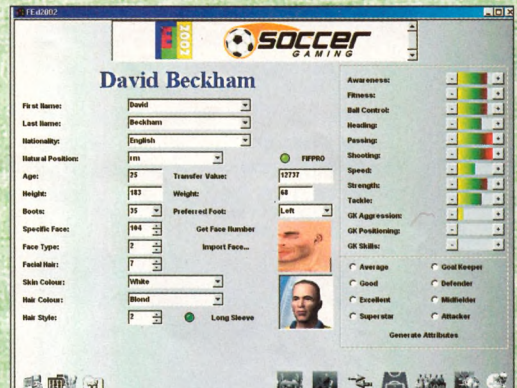 FEd2002
2002 SOCCER
GAMING
David Beckham
First Name: David
Last Name: Beckham
Nationality: English
Natural Position: rm FIFPRO
Age: 25 Transfer Value: 12737
Height: 183 Weight: 68
Boots: 35 Preferred Foot: Left
Specific Face: 104 Get Face Number
Face Type: 2 Import Face...
Facial Hair: 7
Skin Colour: White
Hair Colour: Blond
Hair Style: 2 Long Sleeve
Awareness: - +
Fitness: - +
Ball Control: - +
Heading: - +
Passing: - +
Shooting: - +
Speed: - +
Strength: - +
Tackle: - +
GK Aggression: - +
GK Positioning: - +
GK Skills: - +
Average Goal Keeper
Good Defender
Excellent Midfielder
Superstar Attacker
Generate Attributes